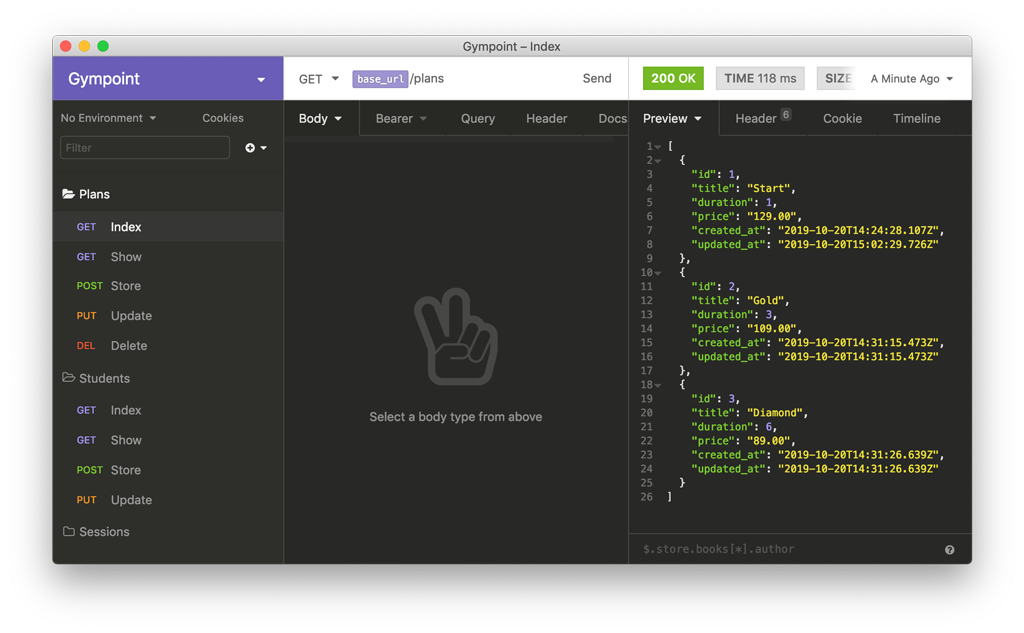 Gympoint – Index
Gympoint
GET base_url/plans Send
200 OK TIME 118 ms SIZE A Minute Ago
No Environment Cookies
Filter
Plans
GET Index
GET Show
POST Store
PUT Update
DEL Delete
Students
GET Index
GET Show
POST Store
PUT Update
Sessions
Body Bearer Query Header Docs
Select a body type from above
Preview Header 6 Cookie Timeline
1 [
2 {
3 "id": 1,
4 "title": "Start",
5 "duration": 1,
6 "price": "129.00",
7 "created_at": "2019-10-20T14:24:28.107Z",
8 "updated_at": "2019-10-20T15:02:29.726Z"
9 },
10 {
11 "id": 2,
12 "title": "Gold",
13 "duration": 3,
14 "price": "109.00",
15 "created_at": "2019-10-20T14:31:15.473Z",
16 "updated_at": "2019-10-20T14:31:15.473Z"
17 },
18 {
19 "id": 3,
20 "title": "Diamond",
21 "duration": 6,
22 "price": "89.00",
23 "created_at": "2019-10-20T14:31:26.639Z",
24 "updated_at": "2019-10-20T14:31:26.639Z"
25 }
26 ]
$.store.books[*].author